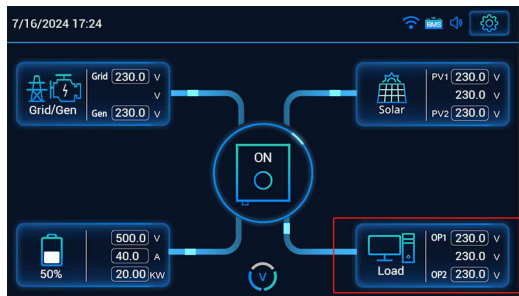 7/16/2024 17:24
BMS
Grid 230.0 V
V
Gen 230.0 V
Grid/Gen
PV1 230.0 V
230.0 V
PV2 230.0 V
Solar
ON
500.0 V
40.0 A
20.00 KW
50%
V
OP1 230.0 V
230.0 V
OP2 230.0 V
Load